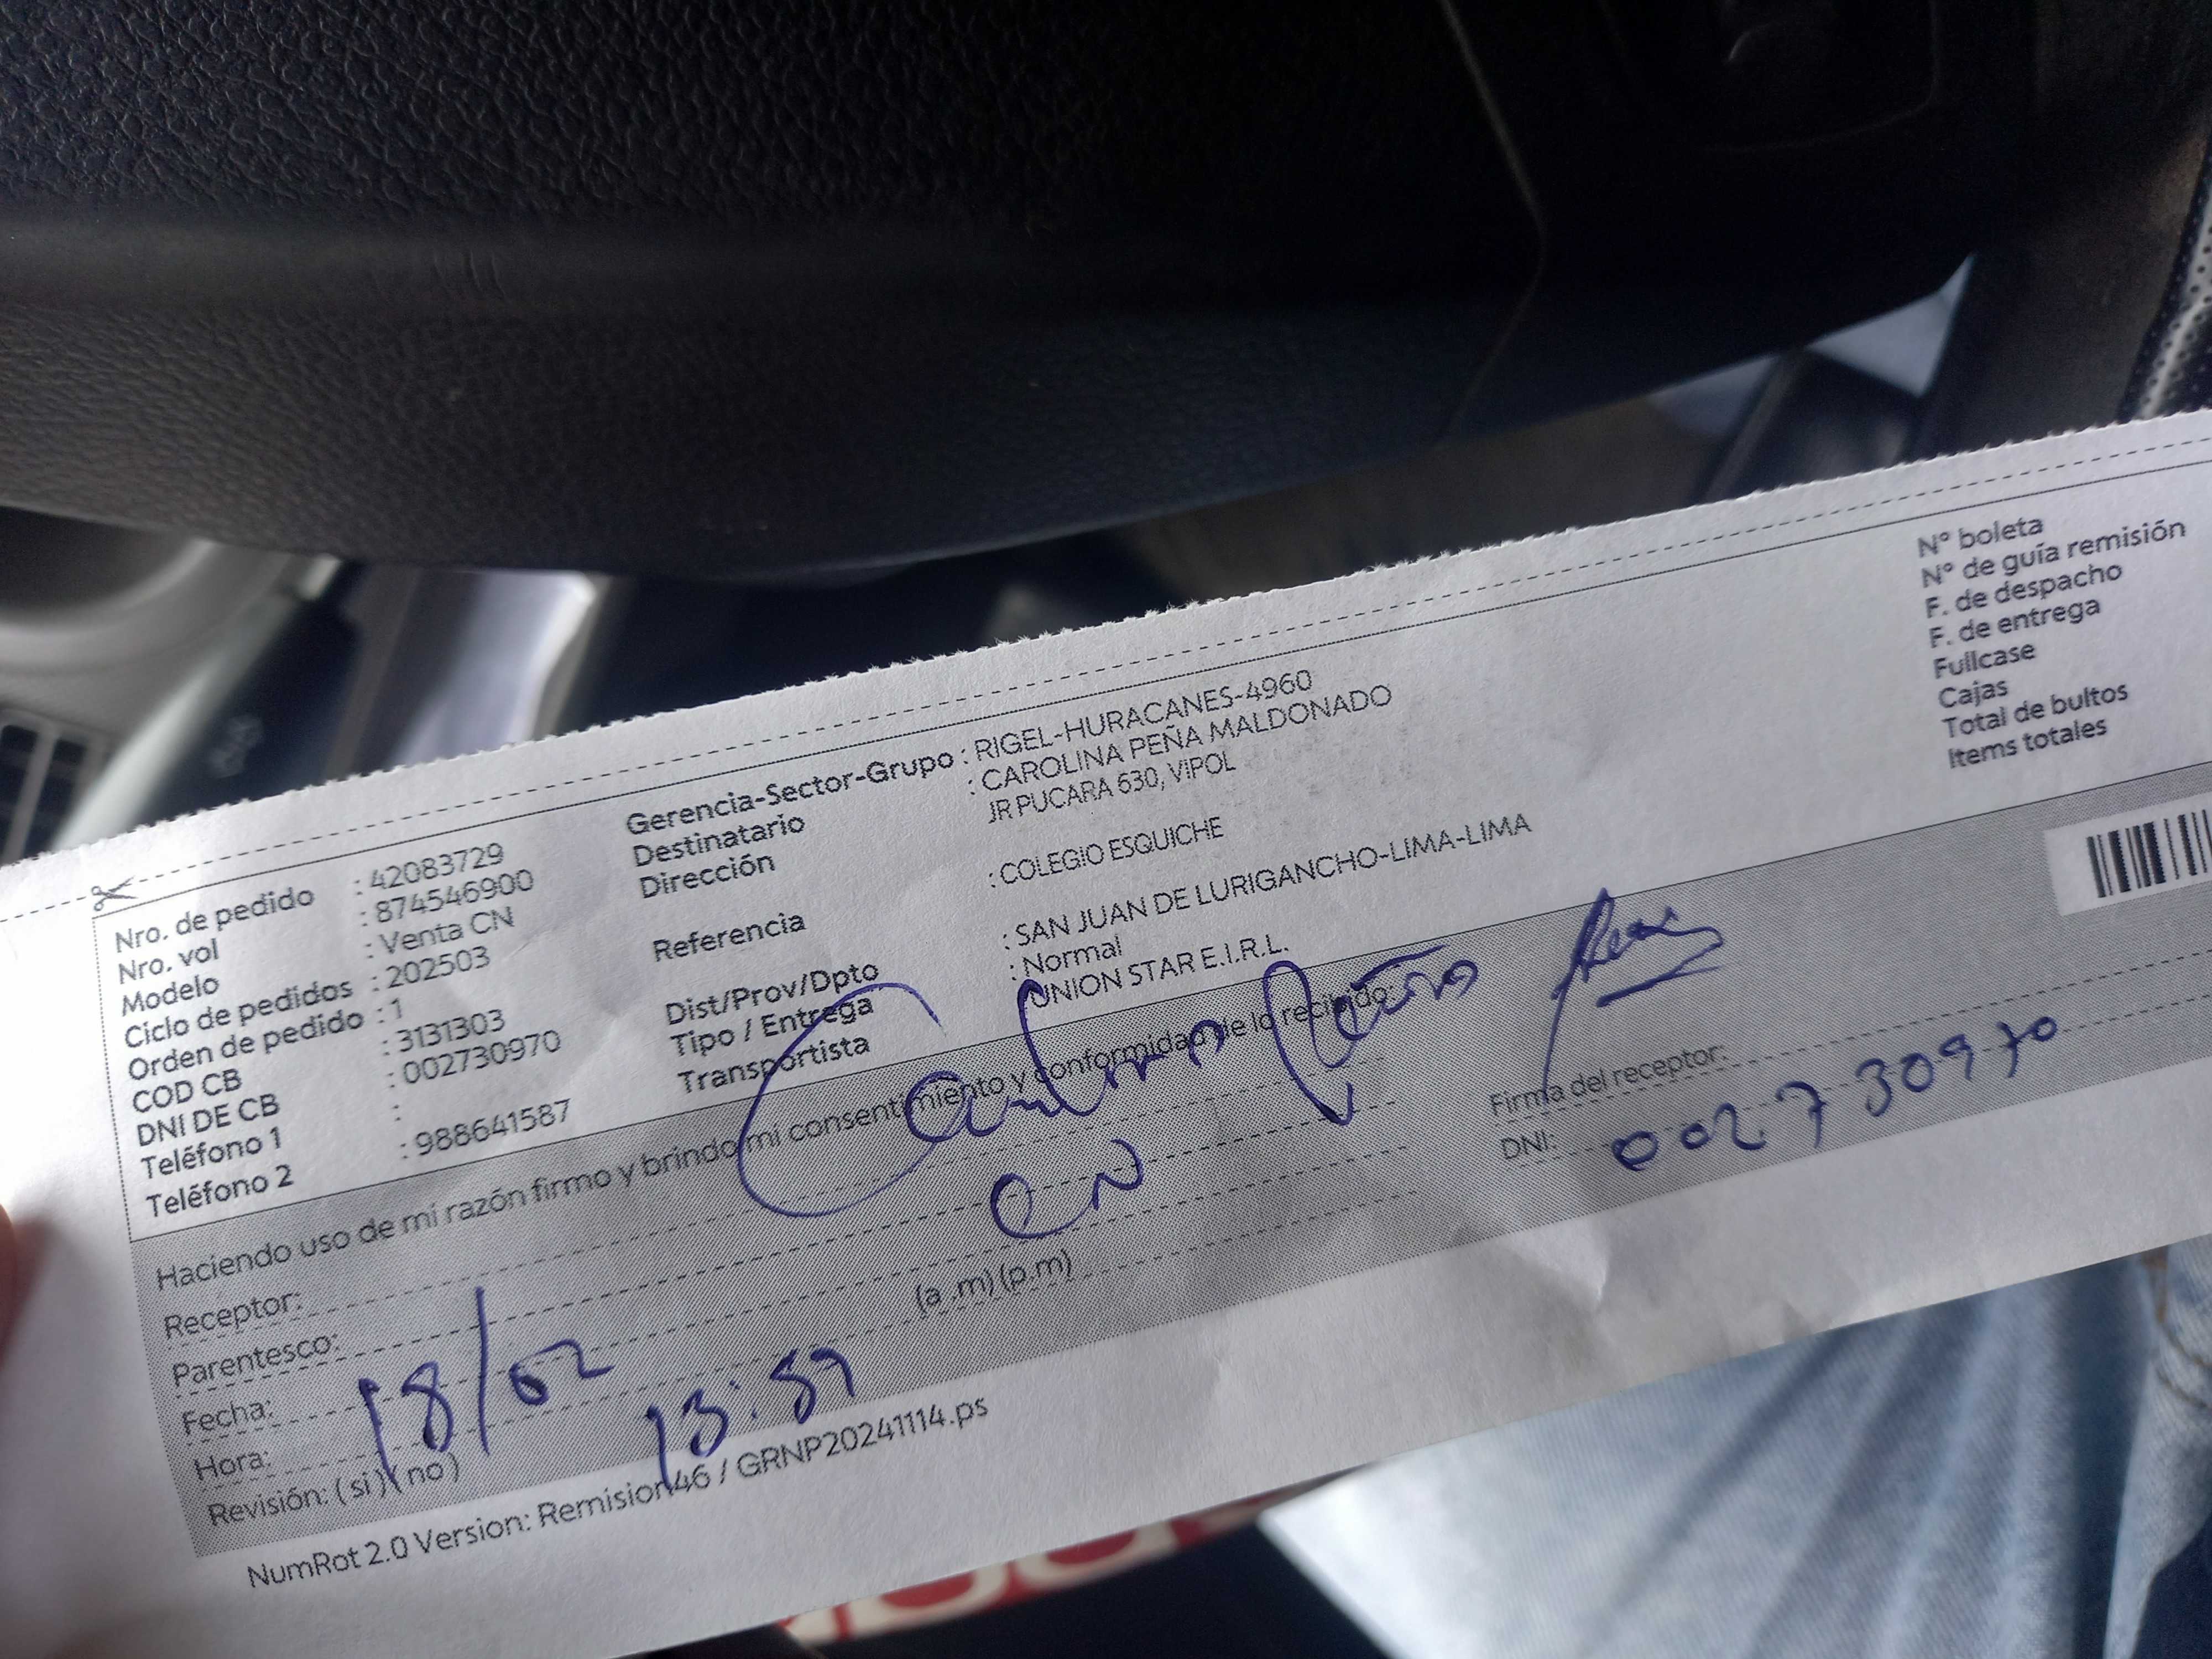 Nro. de pedido : 42083729
Nro. vol : 874546900
Modelo : Venta CN
Ciclo de pedidos : 202503
Orden de pedido : 1
COD CB : 3131303
DNI DE CB : 002730970
Teléfono 1 :
Teléfono 2 : 988641587
Gerencia-Sector-Grupo : RIGEL-HURACANES-4960
Destinatario : CAROLINA PEÑA MALDONADO
Dirección JR PUCARA 630, VIPOL
Referencia : COLEGIO ESQUICHE
Dist/Prov/Dpto : SAN JUAN DE LURIGANCHO-LIMA-LIMA
Tipo / Entrega : Normal
Transportista UNION STAR E.I.R.L.
N° boleta
N° de guía remisión
F. de despacho
F. de entrega
Fullcase
Cajas
Total de bultos
Items totales
Haciendo uso de mi razón firmo y brindo mi consentimiento y conformidad de lo recibido:
Receptor: Carolina Peña
Parentesco: CN
Fecha: 18/02
Hora: 13:59 (a .m) (p.m)
Revisión: ( si ) ( no )
Firma del receptor:
DNI: 002730970
NumRot 2.0 Version: Remision46 / GRNP20241114.ps